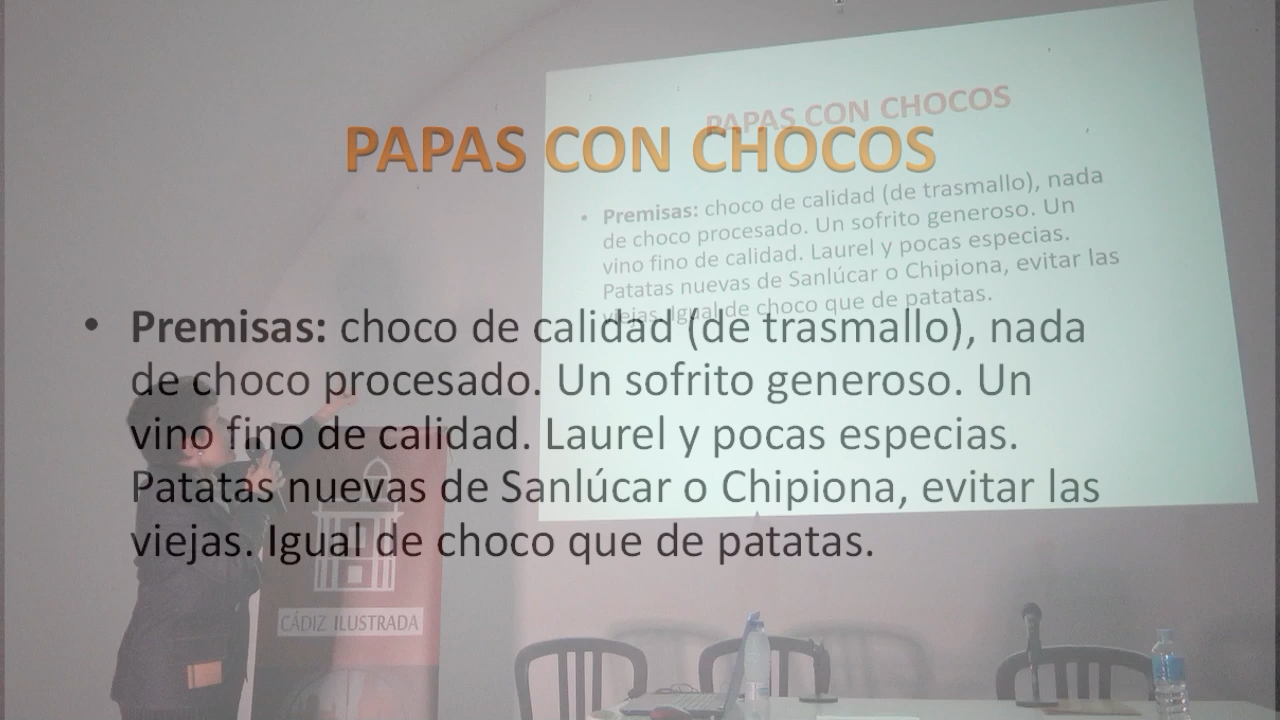 PAPAS CON CHOCOS
• Premisas: choco de calidad (de trasmallo), nada
de choco procesado. Un sofrito generoso. Un
vino fino de calidad. Laurel y pocas especias.
Patatas nuevas de Sanlúcar o Chipiona, evitar las
viejas. Igual de choco que de patatas.
PAPAS CON CHOCOS
• Premisas: choco de calidad (de trasmallo), nada
de choco procesado. Un sofrito generoso. Un
vino fino de calidad. Laurel y pocas especias.
Patatas nuevas de Sanlúcar o Chipiona, evitar las
viejas. Igual de choco que de patatas.
CÁDIZ ILUSTRADA